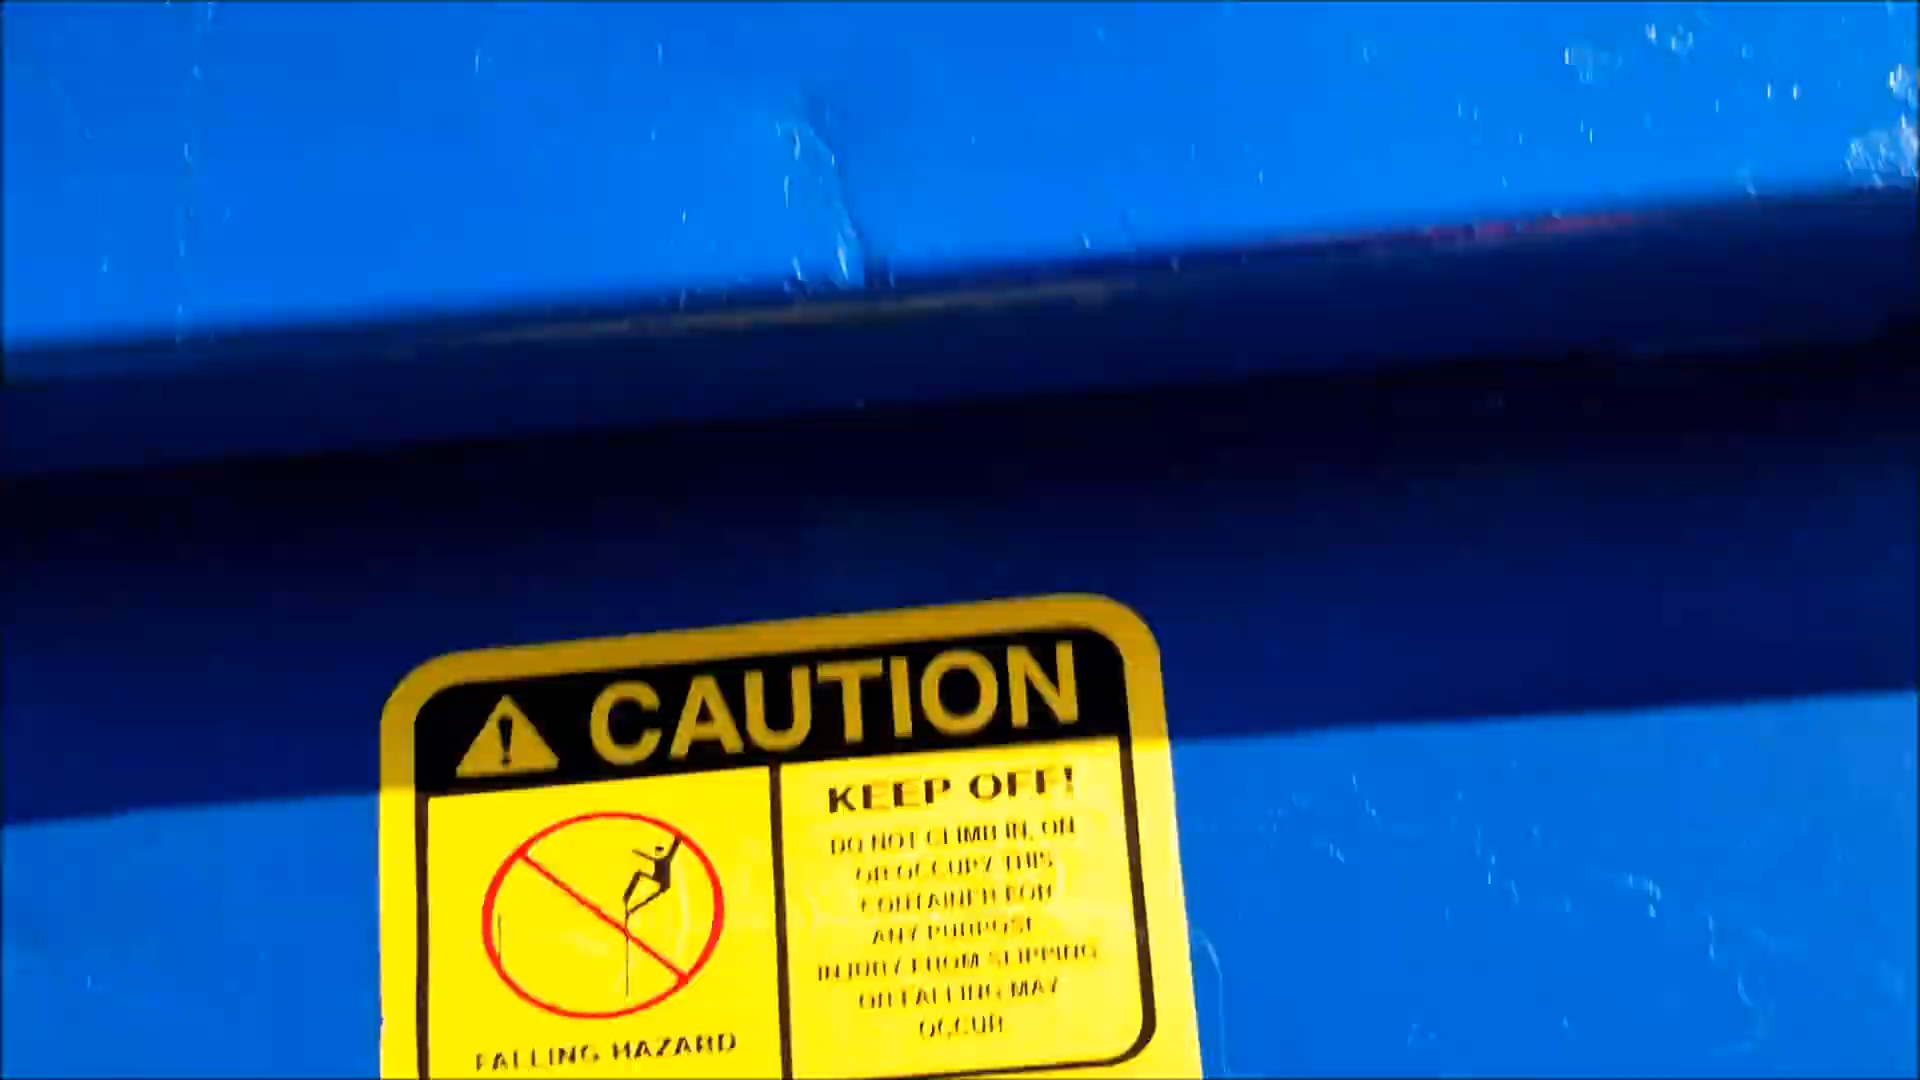 CAUTION
KEEP OFF!
DO NOT CLIMB IN, ON
OR OCCUPY THIS
CONTAINER FOR
ANY PURPOSE
INJURY FROM SLIPPING
OR FALLING MAY
OCCUR
FALLING HAZARD